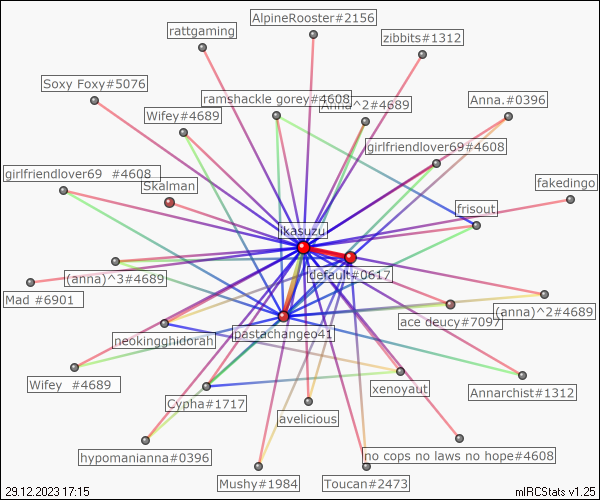 AlpineRooster#2156
rattgaming
zibbits#1312
Soxy Foxy#5076
ramshackle gorey#4608
Anna^2#4689
Anna.#0396
Wifey#4689
girlfriendlover69#4608
girlfriendlover69 #4608
Skalman
fakedingo
frisout
ikasuzu
default#0617
(anna)^3#4689
Mad #6901
(anna)^2#4689
ace deucy#7097
pastachangeo41
neokingghidorah
Wifey #4689
xenoyaut
Annarchist#1312
Cypha#1717
avelicious
hypomanianna#0396
no cops no laws no hope#4608
Mushy#1984
Toucan#2473
29.12.2023 17:15
mIRCStats v1.25